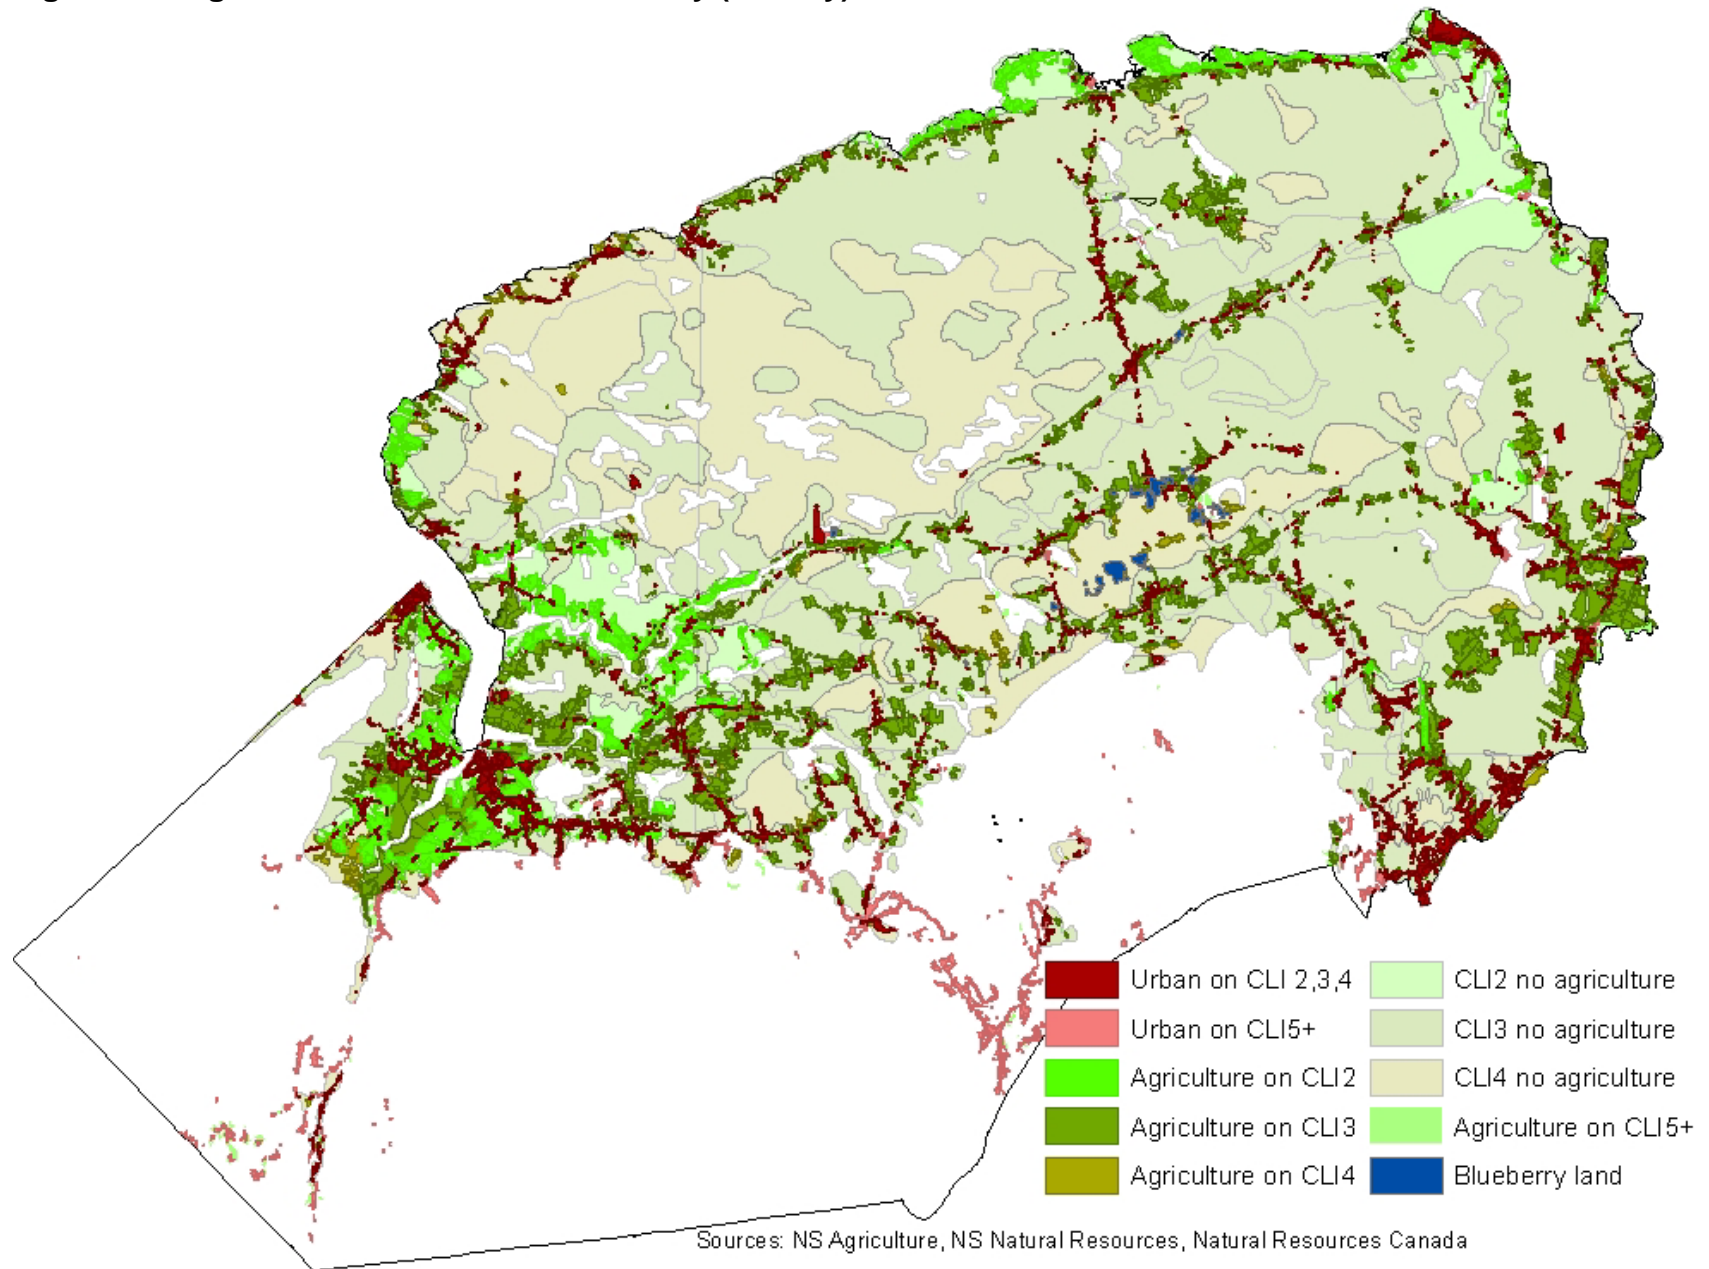 Urban on CLI 2,3,4
CLI2 no agriculture
Urban on CLI5+
CLI3 no agriculture
Agriculture on CLI2
CLI4 no agriculture
Agriculture on CLI3
Agriculture on CLI5+
Agriculture on CLI4
Blueberry land
Sources: NS Agriculture, NS Natural Resources, Natural Resources Canada